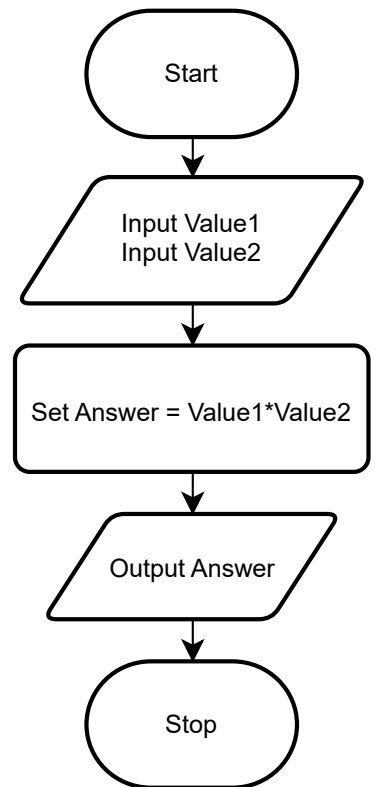 Start
Input Value1
Input Value2
Set Answer = Value1*Value2
Output Answer
Stop